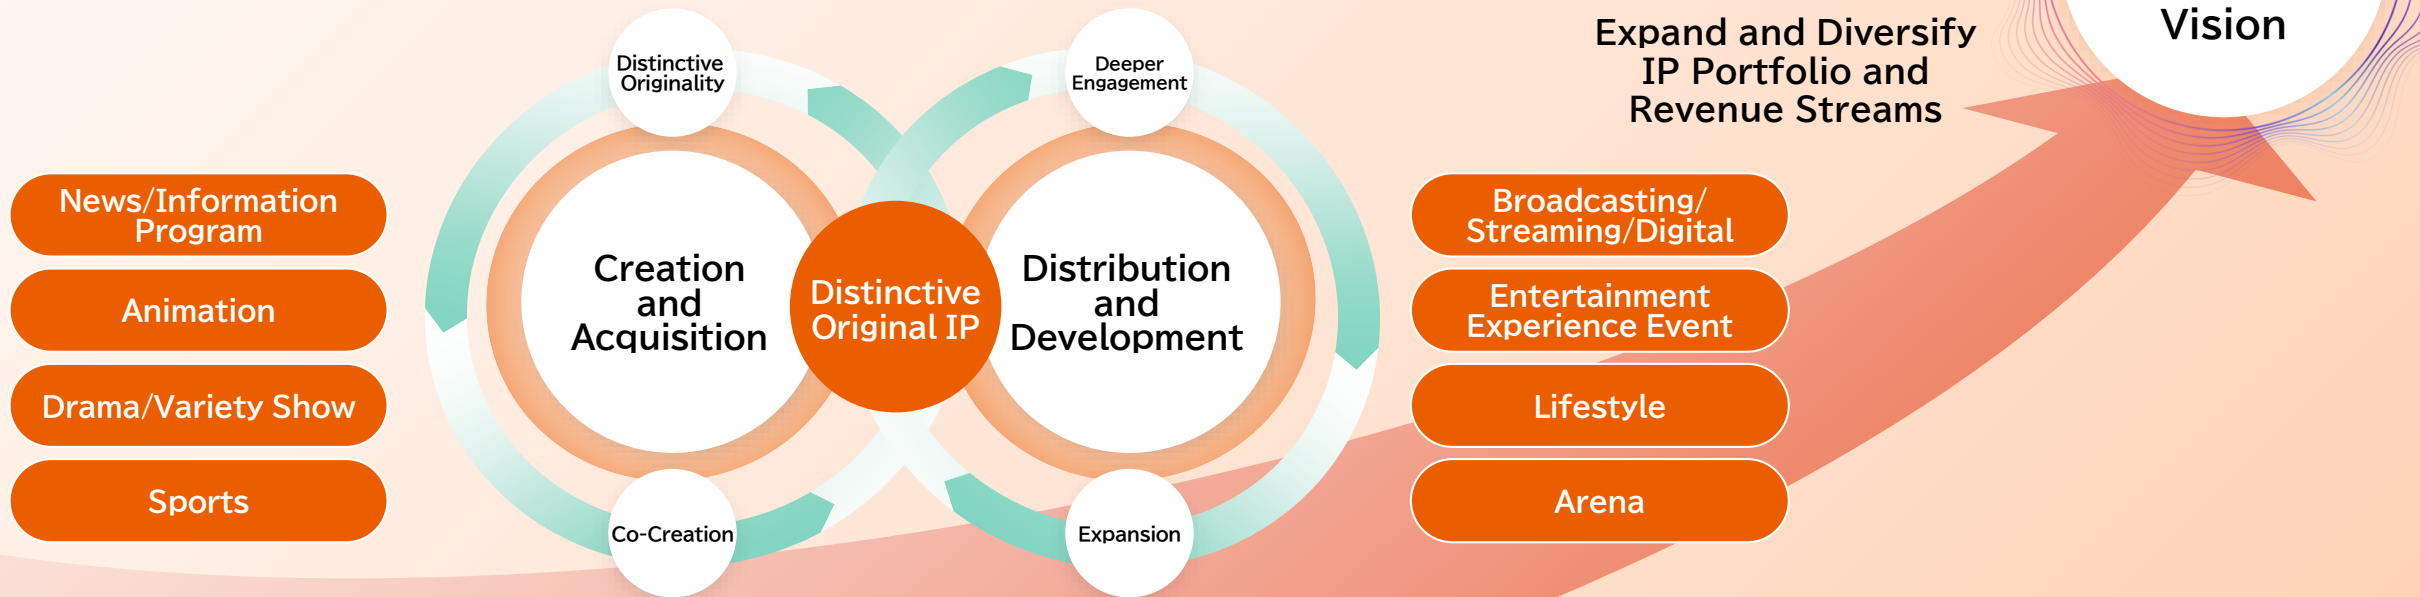 Vision
Expand and Diversify
IP Portfolio and
Revenue Streams
Distinctive
Originality
Deeper
Engagement
News/Information
Program
Animation
Drama/Variety Show
Sports
Creation
and
Acquisition
Distinctive
Original IP
Distribution
and
Development
Co-Creation
Expansion
Broadcasting/
Streaming/Digital
Entertainment
Experience Event
Lifestyle
Arena